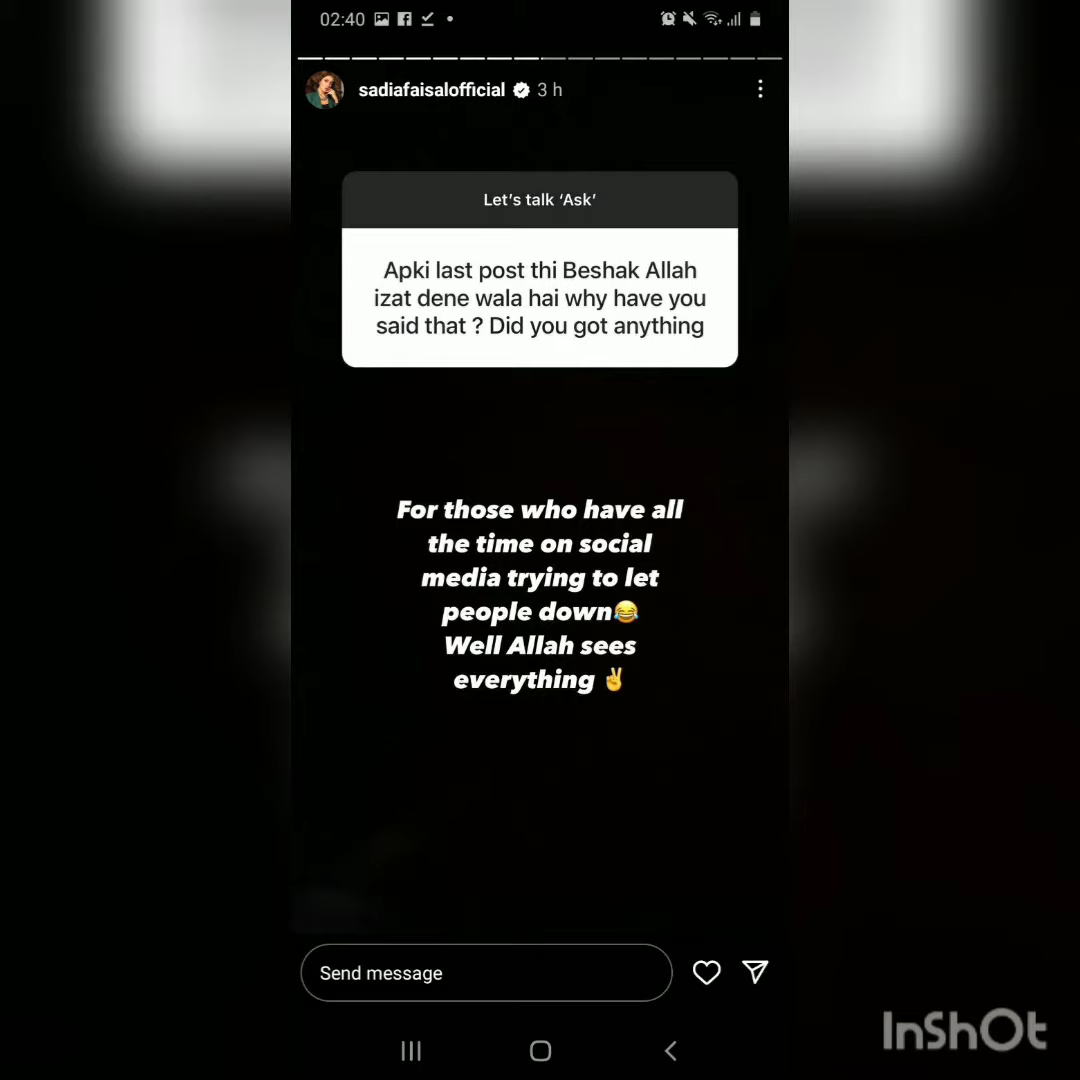 02:40
sadiafaisalofficial 3 h
Let's talk ‘Ask’
Apki last post thi Beshak Allah
izat dene wala hai why have you
said that ? Did you got anything
For those who have all
the time on social
media trying to let
people down😂
Well Allah sees
everything ✌️
Send message
InShOt